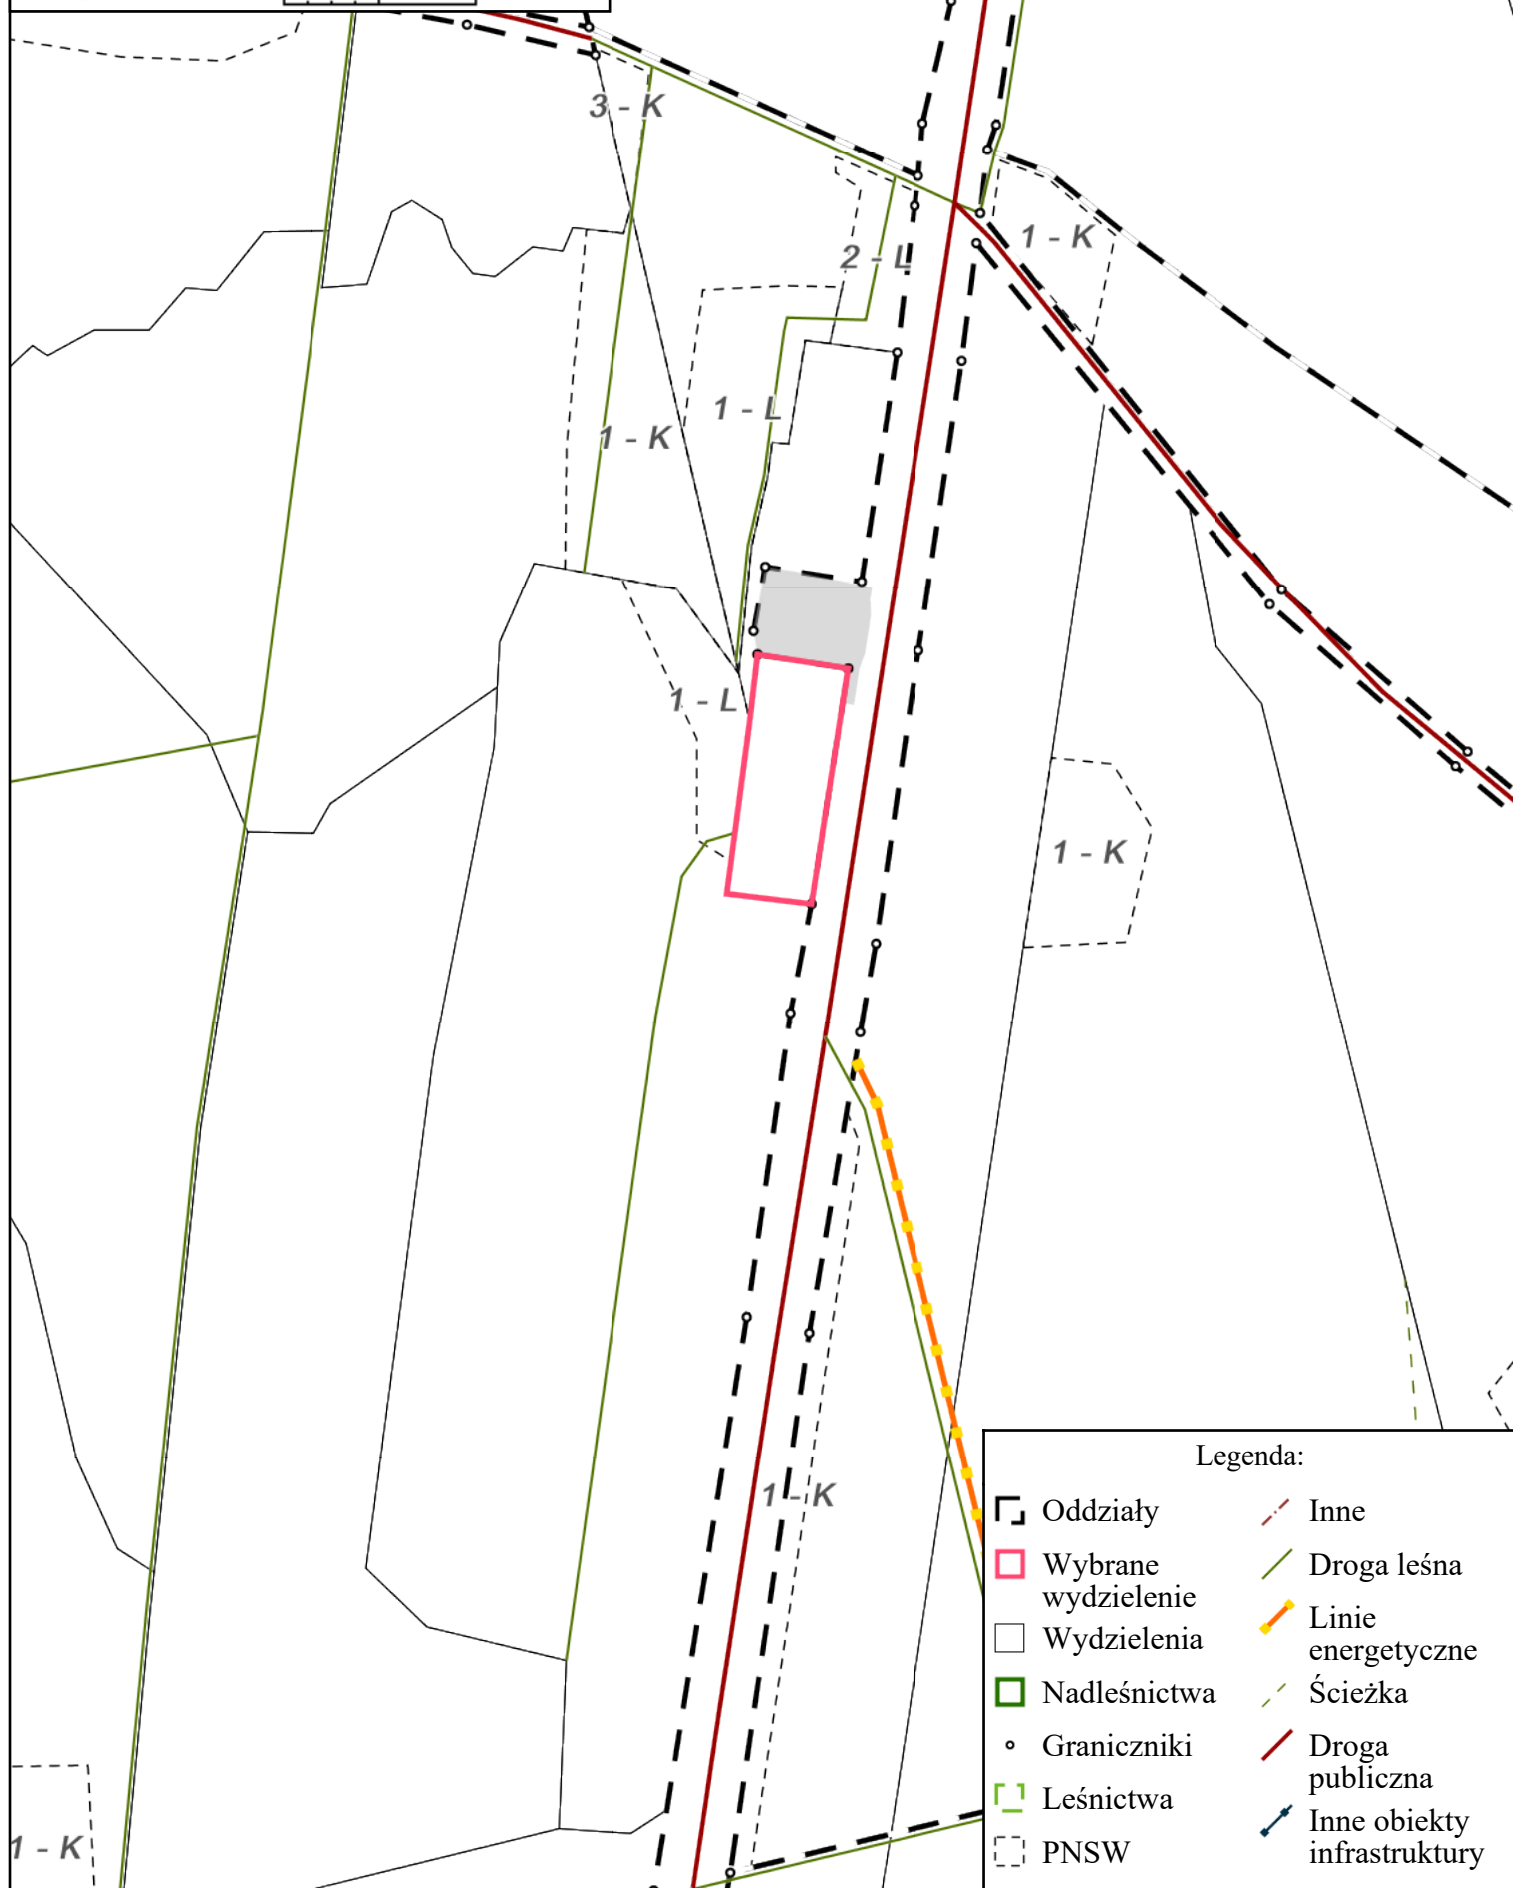 3 - K
1 - K
2 - L
1 - L
1 - K
1 - L
1 - K
1 - K
1 - K
Legenda:
Oddziały
Wybrane
wydzielenie
Wydzielenia
Nadleśnictwa
Graniczniki
Leśnictwa
PNSW
Inne
Droga leśna
Linie
energetyczne
Ścieżka
Droga
publiczna
Inne obiekty
infrastruktury